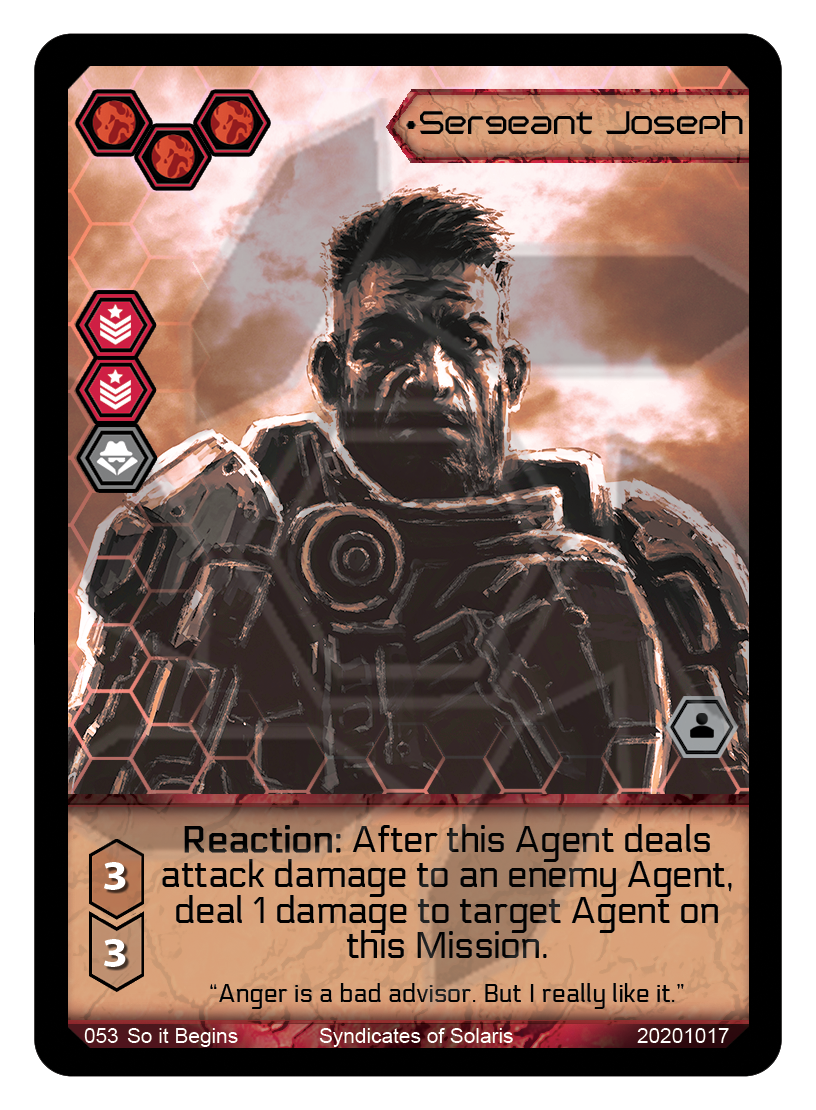 Sergeant Joseph
3
3
Reaction: After this Agent deals
attack damage to an enemy Agent,
deal 1 damage to target Agent on
this Mission.
“Anger is a bad advisor. But I really like it.”
053 So it Begins Syndicates of Solaris 20201017